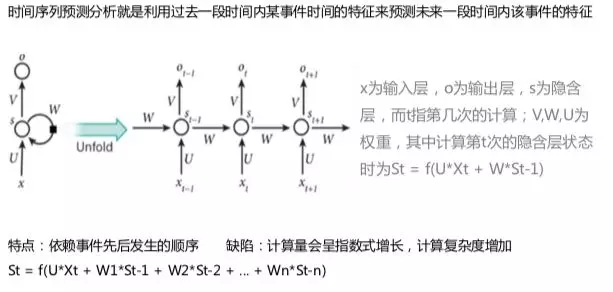 时间序列预测分析就是利用过去一段时间内某事件时间的特征来预测未来一段时间内该事件的特征
o
V
s
W
U
x
Unfold
o_{t-1} o_t o_{t+1}
V V V
s_{t-1} s_t s_{t+1}
W W W W
U U U
x_{t-1} x_t x_{t+1}
x为输入层，o为输出层，s为隐含
层，而t指第几次的计算；V,W,U为
权重，其中计算第t次的隐含层状态
时为St = f(U*Xt + W*St-1)
特点：依赖事件先后发生的顺序 缺陷：计算量会呈指数式增长，计算复杂度增加
St = f(U*Xt + W1*St-1 + W2*St-2 + ... + Wn*St-n)